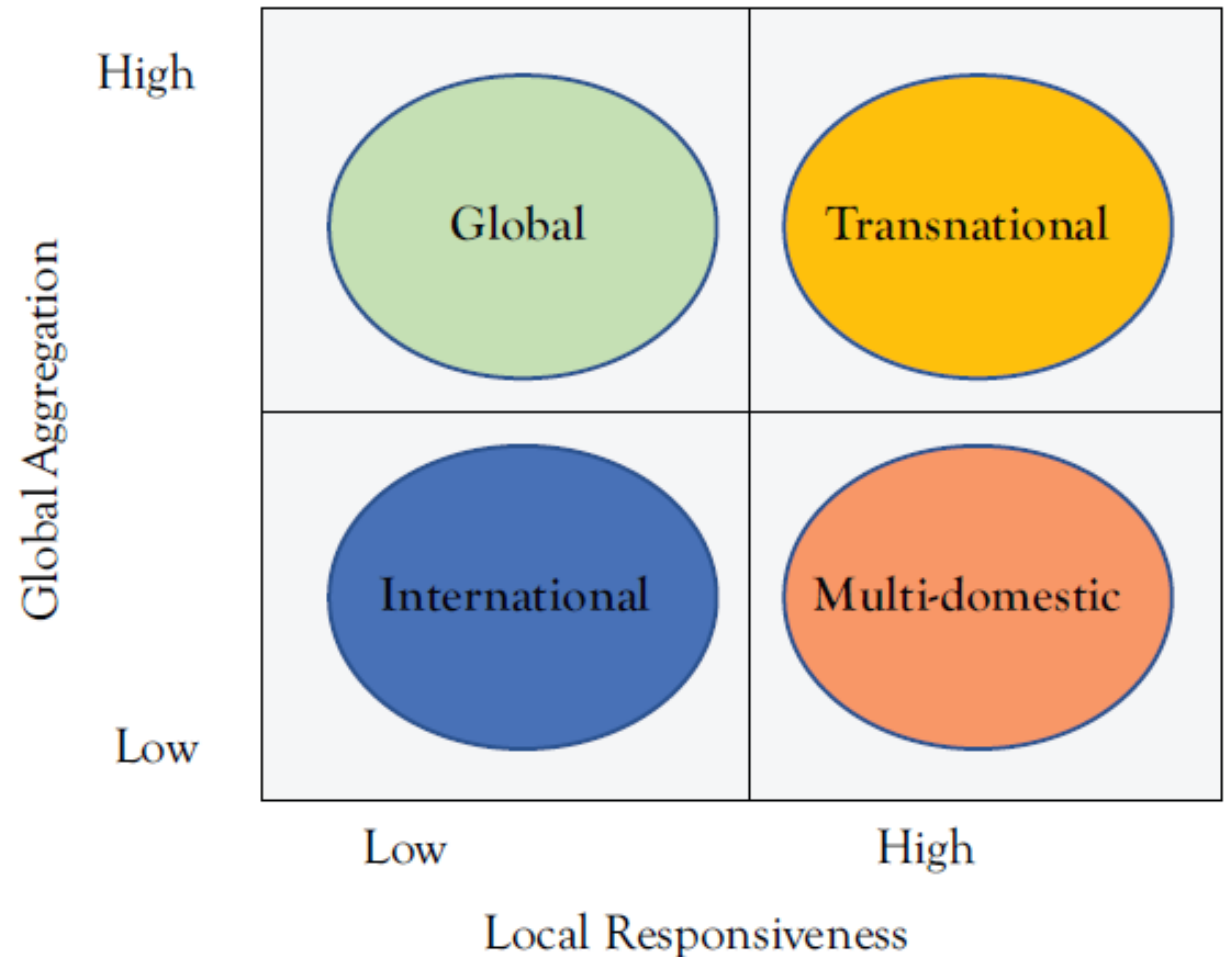 High
Global
Transnational
Global Aggregation
International
Multi-domestic
Low
Low
High
Local Responsiveness